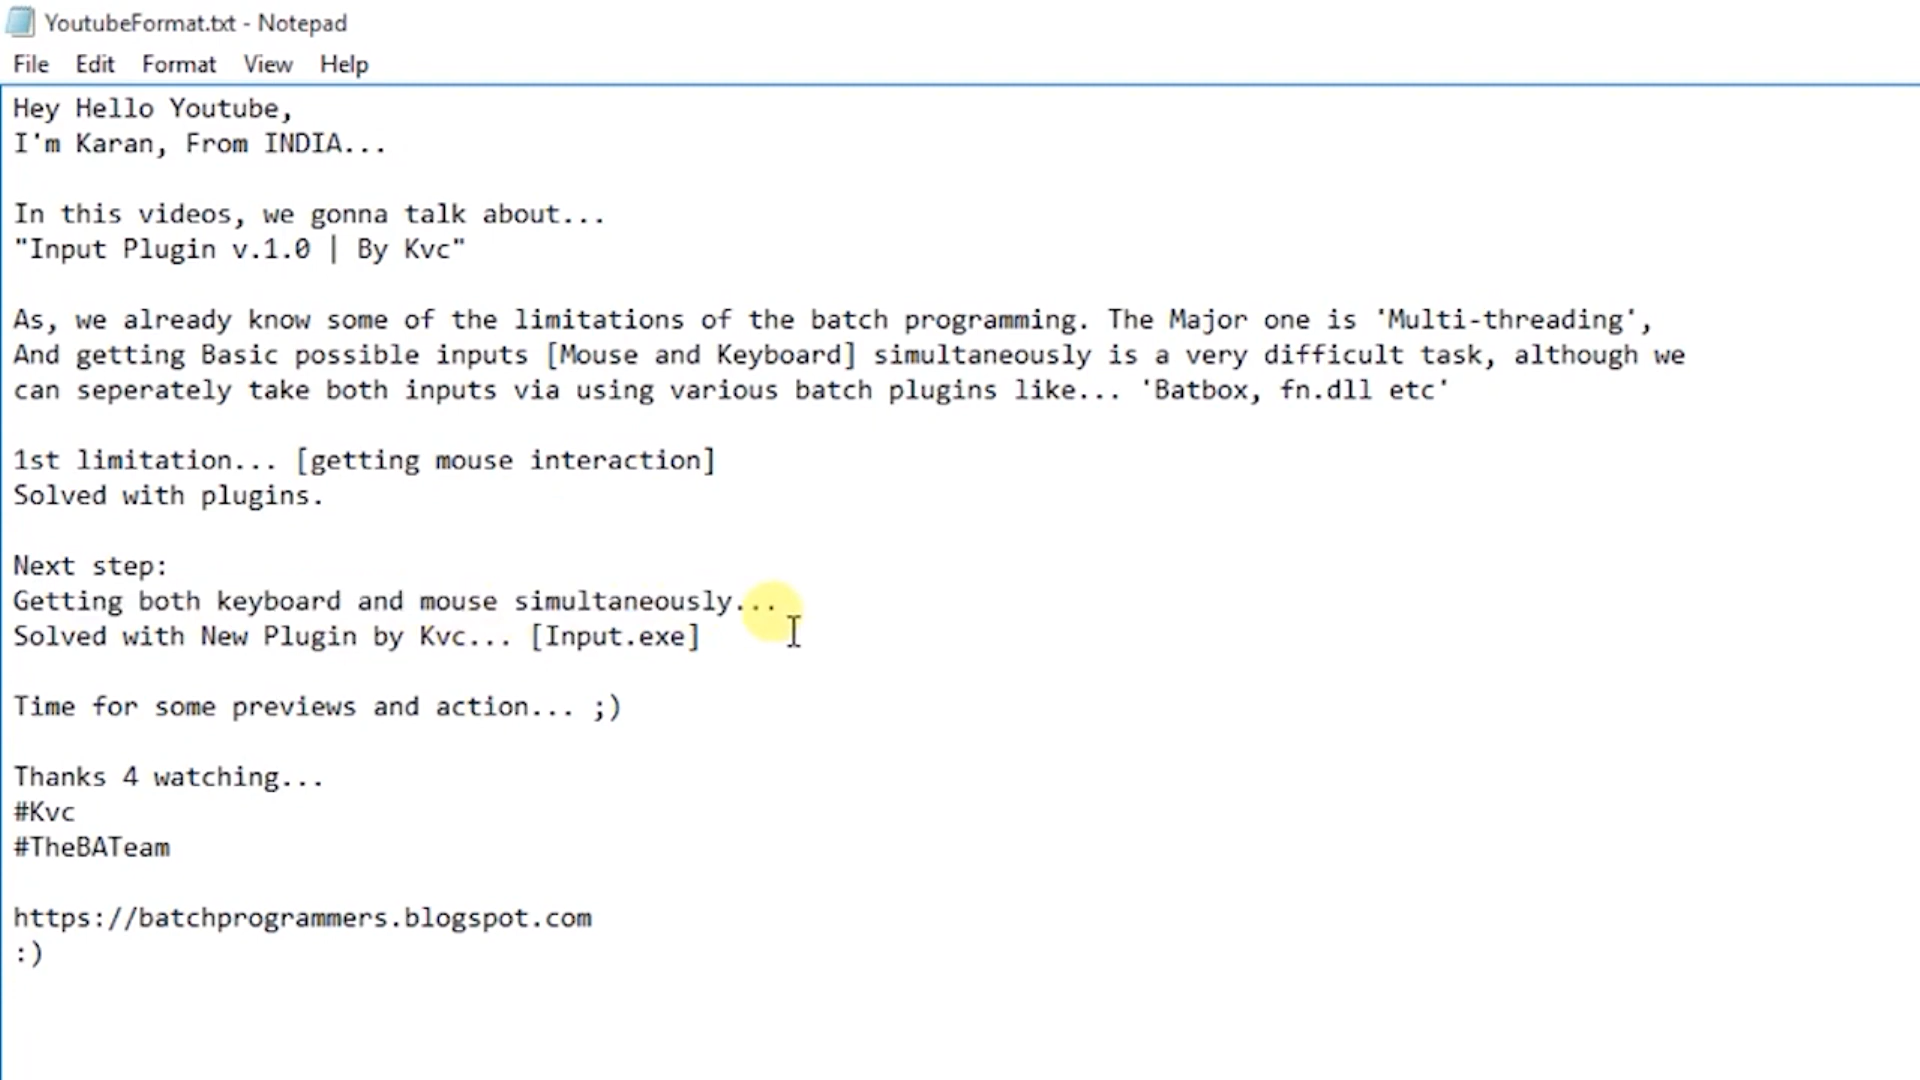 YoutubeFormat.txt - Notepad
File Edit Format View Help
Hey Hello Youtube,
I'm Karan, From INDIA...
In this videos, we gonna talk about...
"Input Plugin v.1.0 | By Kvc"
As, we already know some of the limitations of the batch programming. The Major one is 'Multi-threading',
And getting Basic possible inputs [Mouse and Keyboard] simultaneously is a very difficult task, although we
can seperately take both inputs via using various batch plugins like... 'Batbox, fn.dll etc'
1st limitation... [getting mouse interaction]
Solved with plugins.
Next step:
Getting both keyboard and mouse simultaneously...
Solved with New Plugin by Kvc... [Input.exe]
Time for some previews and action... ;)
Thanks 4 watching...
#Kvc
#TheBATeam
https://batchprogrammers.blogspot.com
:)